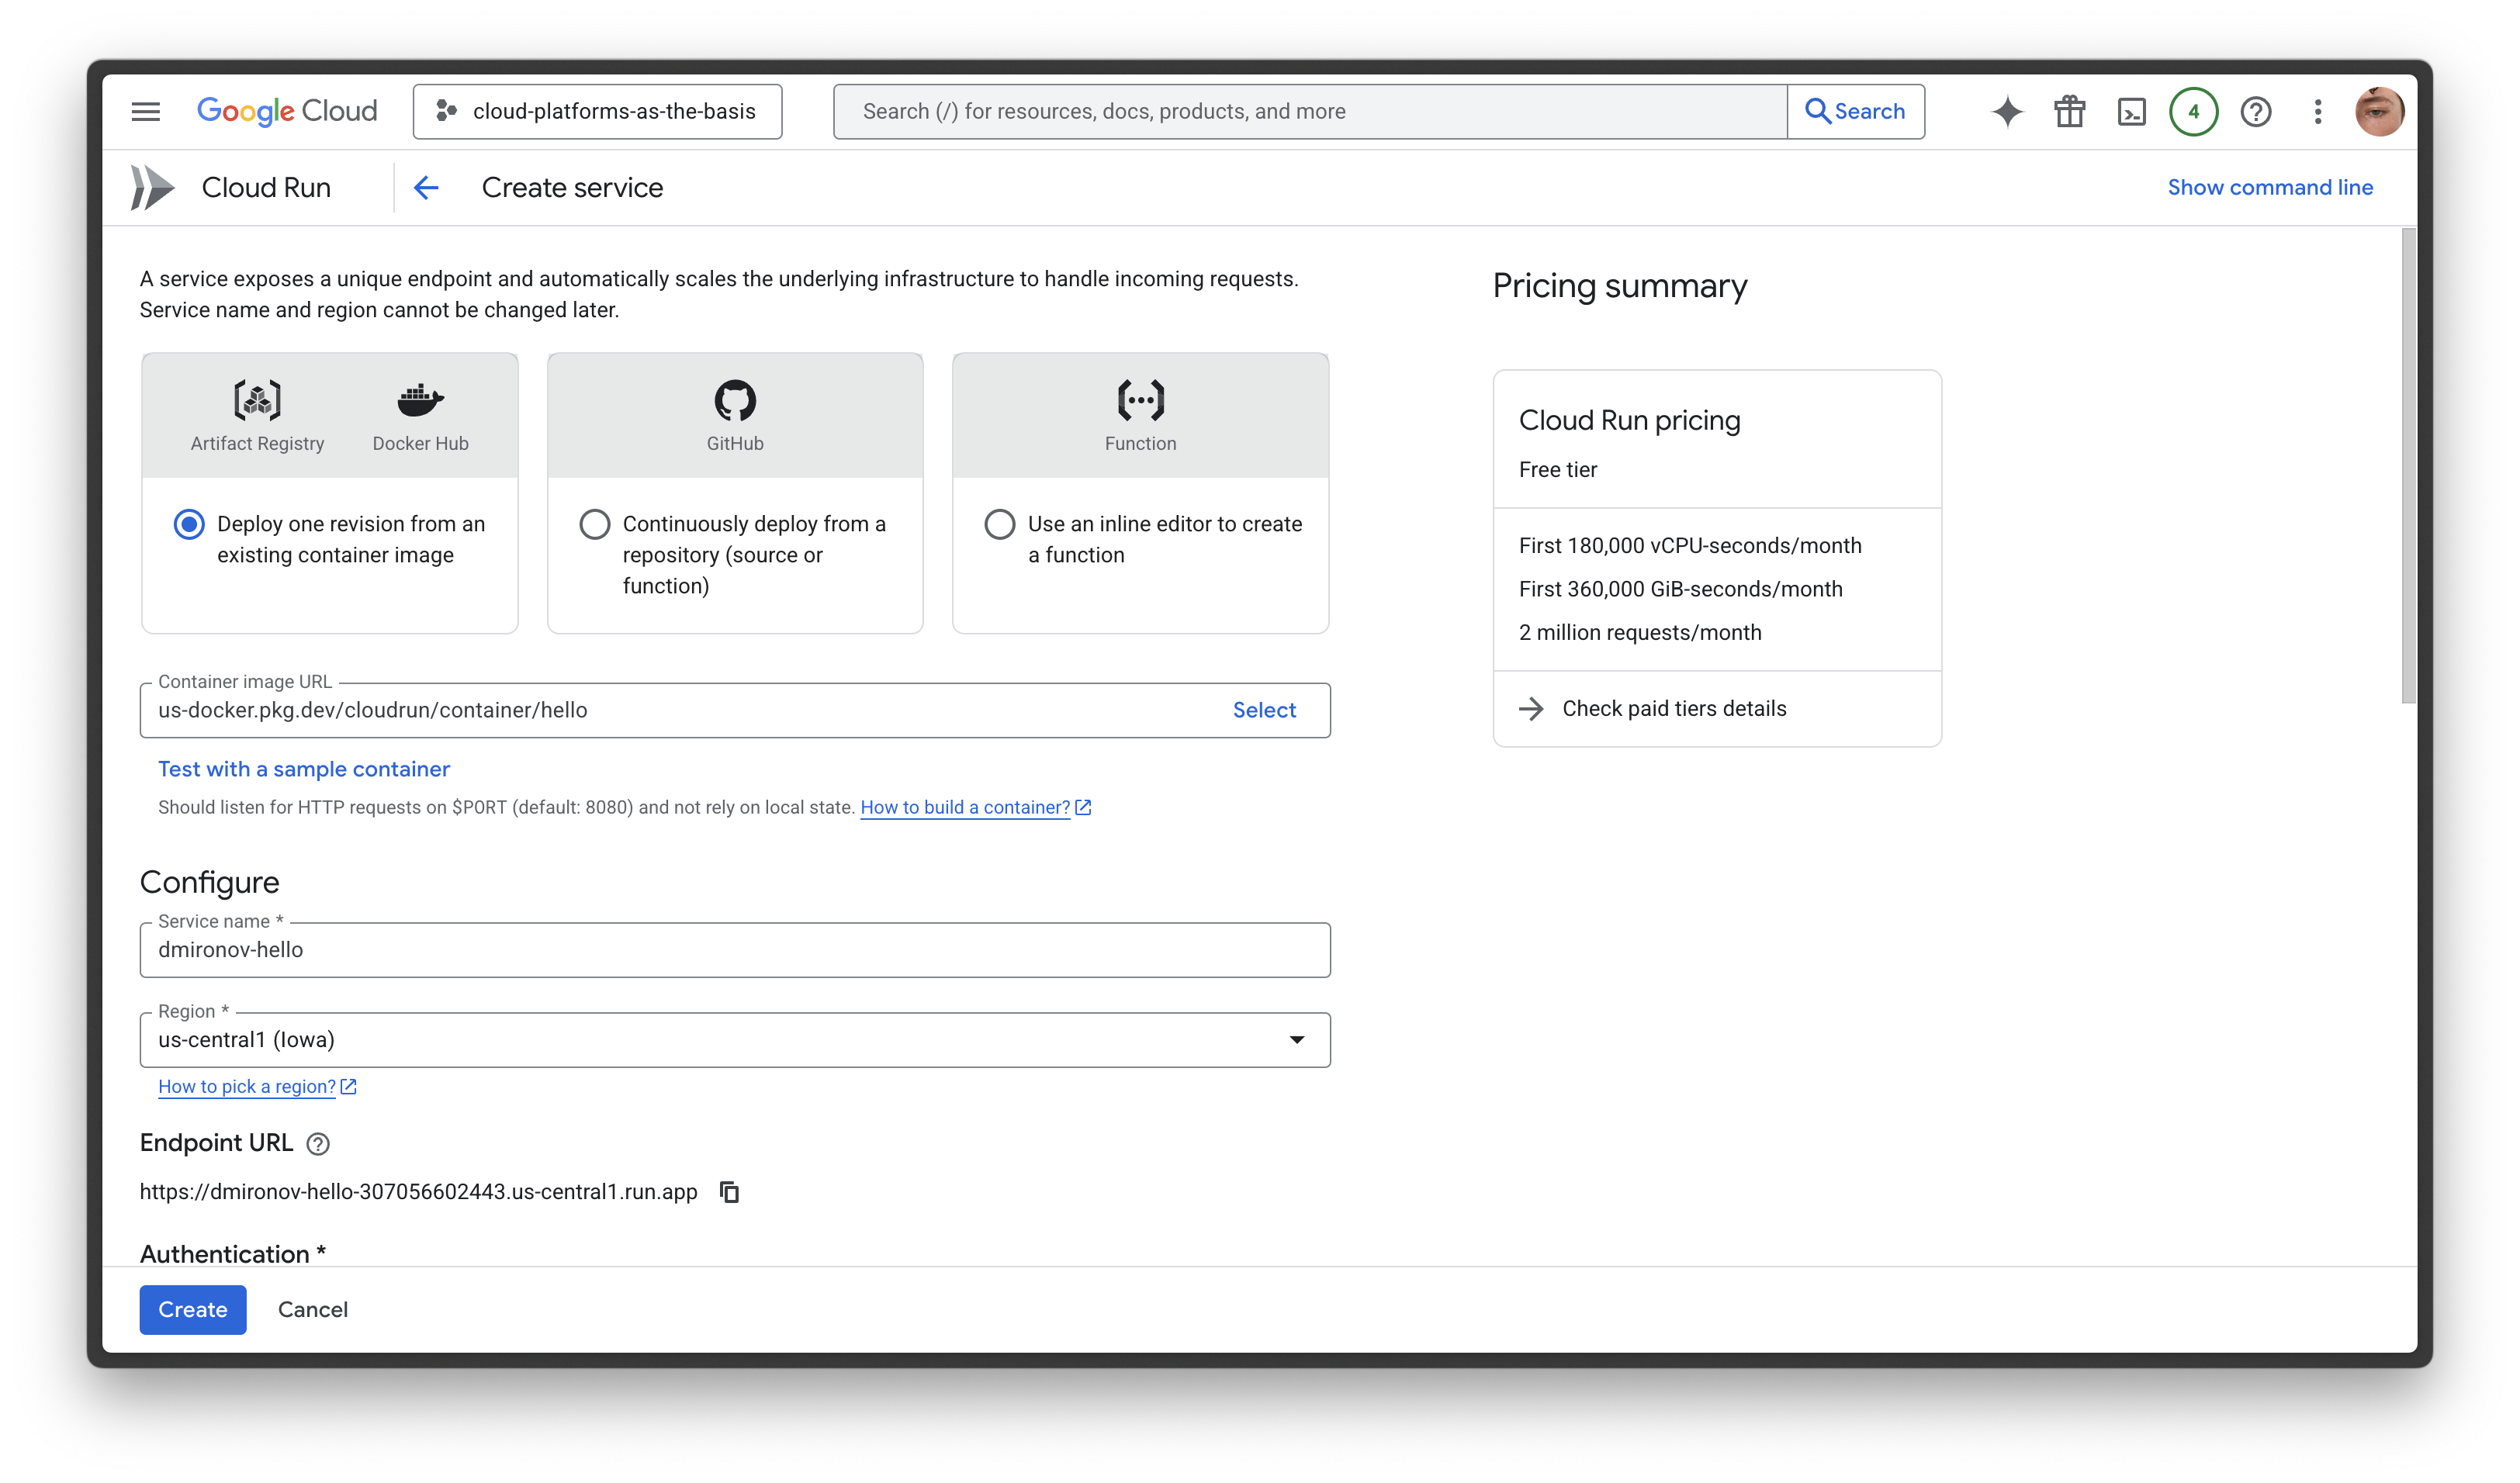 Google Cloud
cloud-platforms-as-the-basis
Search (/) for resources, docs, products, and more
Search
4
Cloud Run
Create service
Show command line
A service exposes a unique endpoint and automatically scales the underlying infrastructure to handle incoming requests.
Service name and region cannot be changed later.
Artifact Registry
Docker Hub
Deploy one revision from an
existing container image
GitHub
Continuously deploy from a
repository (source or
function)
Function
Use an inline editor to create
a function
Container image URL
us-docker.pkg.dev/cloudrun/container/hello
Select
Test with a sample container
Should listen for HTTP requests on $PORT (default: 8080) and not rely on local state. How to build a container?
Configure
Service name *
dmironov-hello
Region *
us-central1 (Iowa)
How to pick a region?
Endpoint URL
https://dmironov-hello-307056602443.us-central1.run.app
Authentication *
Create
Cancel
Pricing summary
Cloud Run pricing
Free tier
First 180,000 vCPU-seconds/month
First 360,000 GiB-seconds/month
2 million requests/month
Check paid tiers details